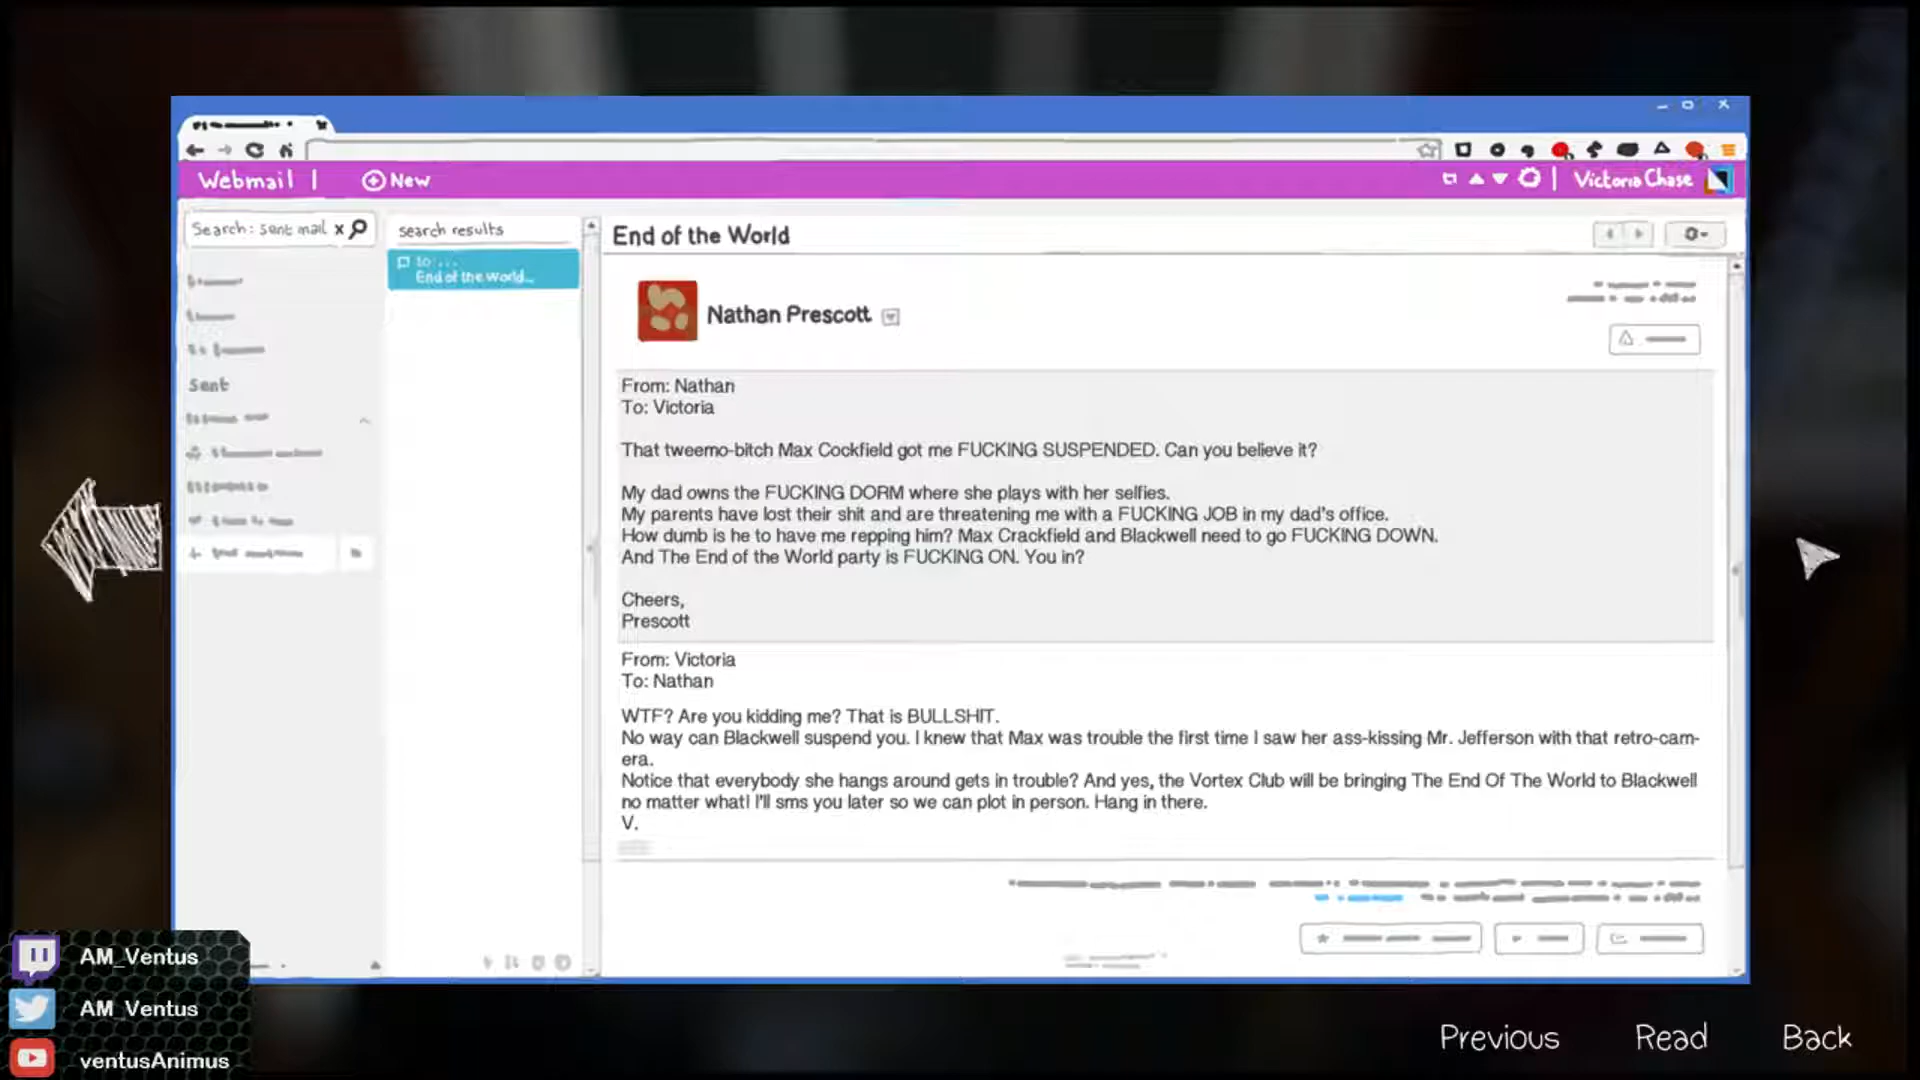 Webmail |
New
Victoria Chase
Search: sent mail x
search results
End of the World
to: ...
End of the world...
Nathan Prescott
Sent
From: Nathan
To: Victoria
That tweemo-bitch Max Cockfield got me FUCKING SUSPENDED. Can you believe it?
My dad owns the FUCKING DORM where she plays with her selfies.
My parents have lost their shit and are threatening me with a FUCKING JOB in my dad's office.
How dumb is he to have me repping him? Max Crackfield and Blackwell need to go FUCKING DOWN.
And The End of the World party is FUCKING ON. You in?
Cheers,
Prescott
From: Victoria
To: Nathan
WTF? Are you kidding me? That is BULLSHIT.
No way can Blackwell suspend you. I knew that Max was trouble the first time I saw her ass-kissing Mr. Jefferson with that retro-cam-
era.
Notice that everybody she hangs around gets in trouble? And yes, the Vortex Club will be bringing The End Of The World to Blackwell
no matter what! I'll sms you later so we can plot in person. Hang in there.
V.
AM_Ventus
AM_Ventus
ventusAnimus
Previous
Read
Back